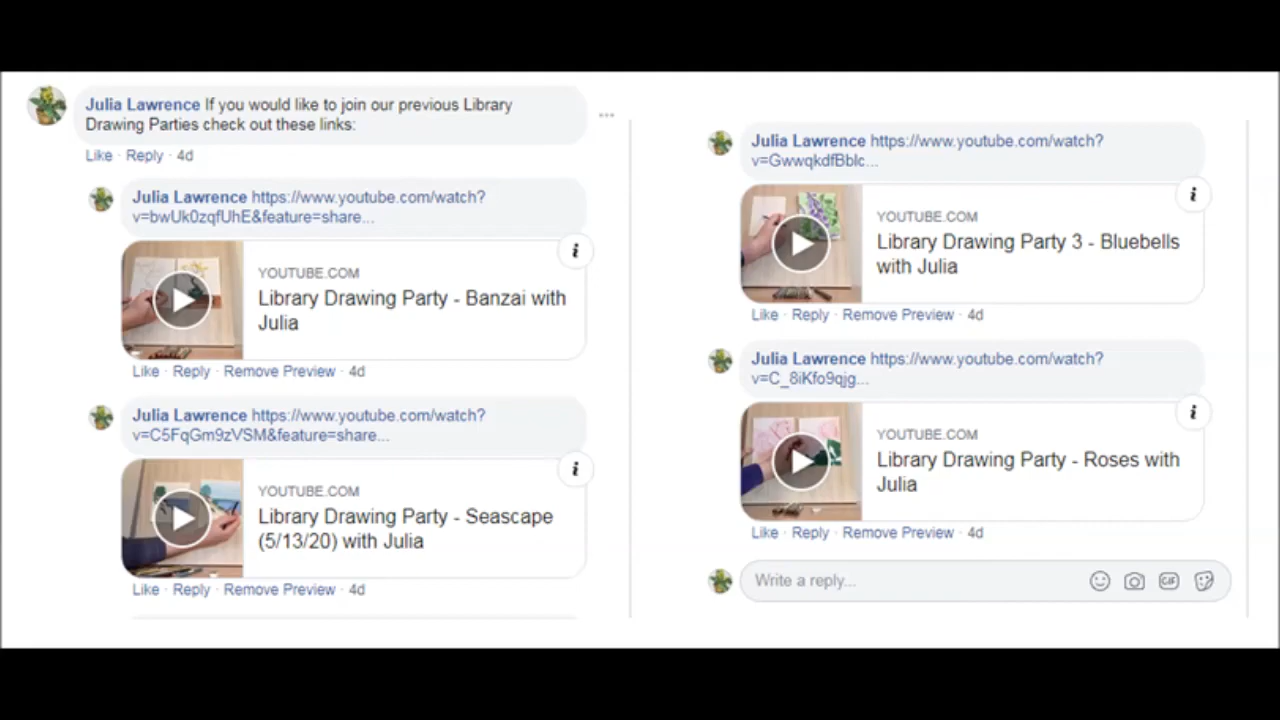 Julia Lawrence If you would like to join our previous Library
Drawing Parties check out these links:
Like · Reply · 4d
Julia Lawrence https://www.youtube.com/watch?
v=bwUk0zqfUhE&feature=share...
YOUTUBE.COM
Library Drawing Party - Banzai with
Julia
Like · Reply · Remove Preview · 4d
Julia Lawrence https://www.youtube.com/watch?
v=C5FqGm9zVSM&feature=share...
YOUTUBE.COM
Library Drawing Party - Seascape
(5/13/20) with Julia
Like · Reply · Remove Preview · 4d
Julia Lawrence https://www.youtube.com/watch?
v=GwwqkdfBblc...
YOUTUBE.COM
Library Drawing Party 3 - Bluebells
with Julia
Like · Reply · Remove Preview · 4d
Julia Lawrence https://www.youtube.com/watch?
v=C_8iKfo9qjg...
YOUTUBE.COM
Library Drawing Party - Roses with
Julia
Like · Reply · Remove Preview · 4d
Write a reply...
GIF